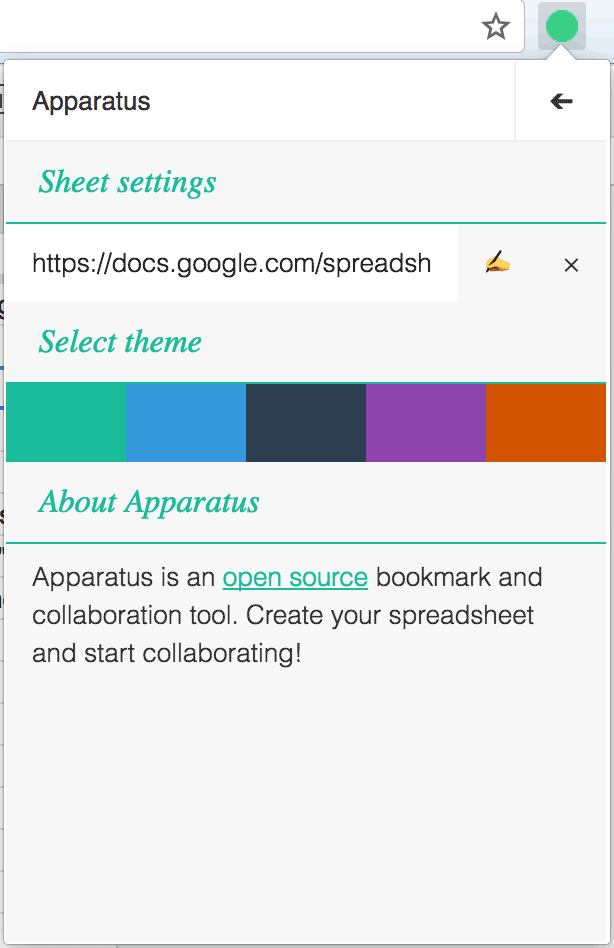 Apparatus
Sheet settings
https://docs.google.com/spreadsh
Select theme
About Apparatus
Apparatus is an open source bookmark and
collaboration tool. Create your spreadsheet
and start collaborating!